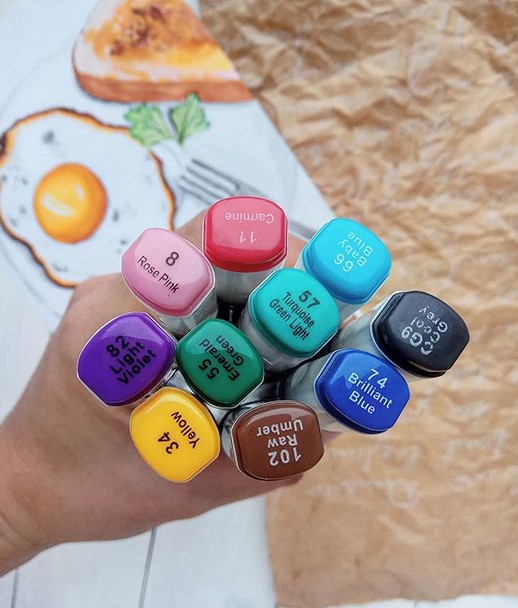 11
Carmine
8
Rose Pink
66
Baby
Blue
57
Turquoise
Green Light
Cool
Grey
74
Brilliant
Blue
82
Light
Violet
55
Emerald
Green
34
Yellow
102
Raw
Umber